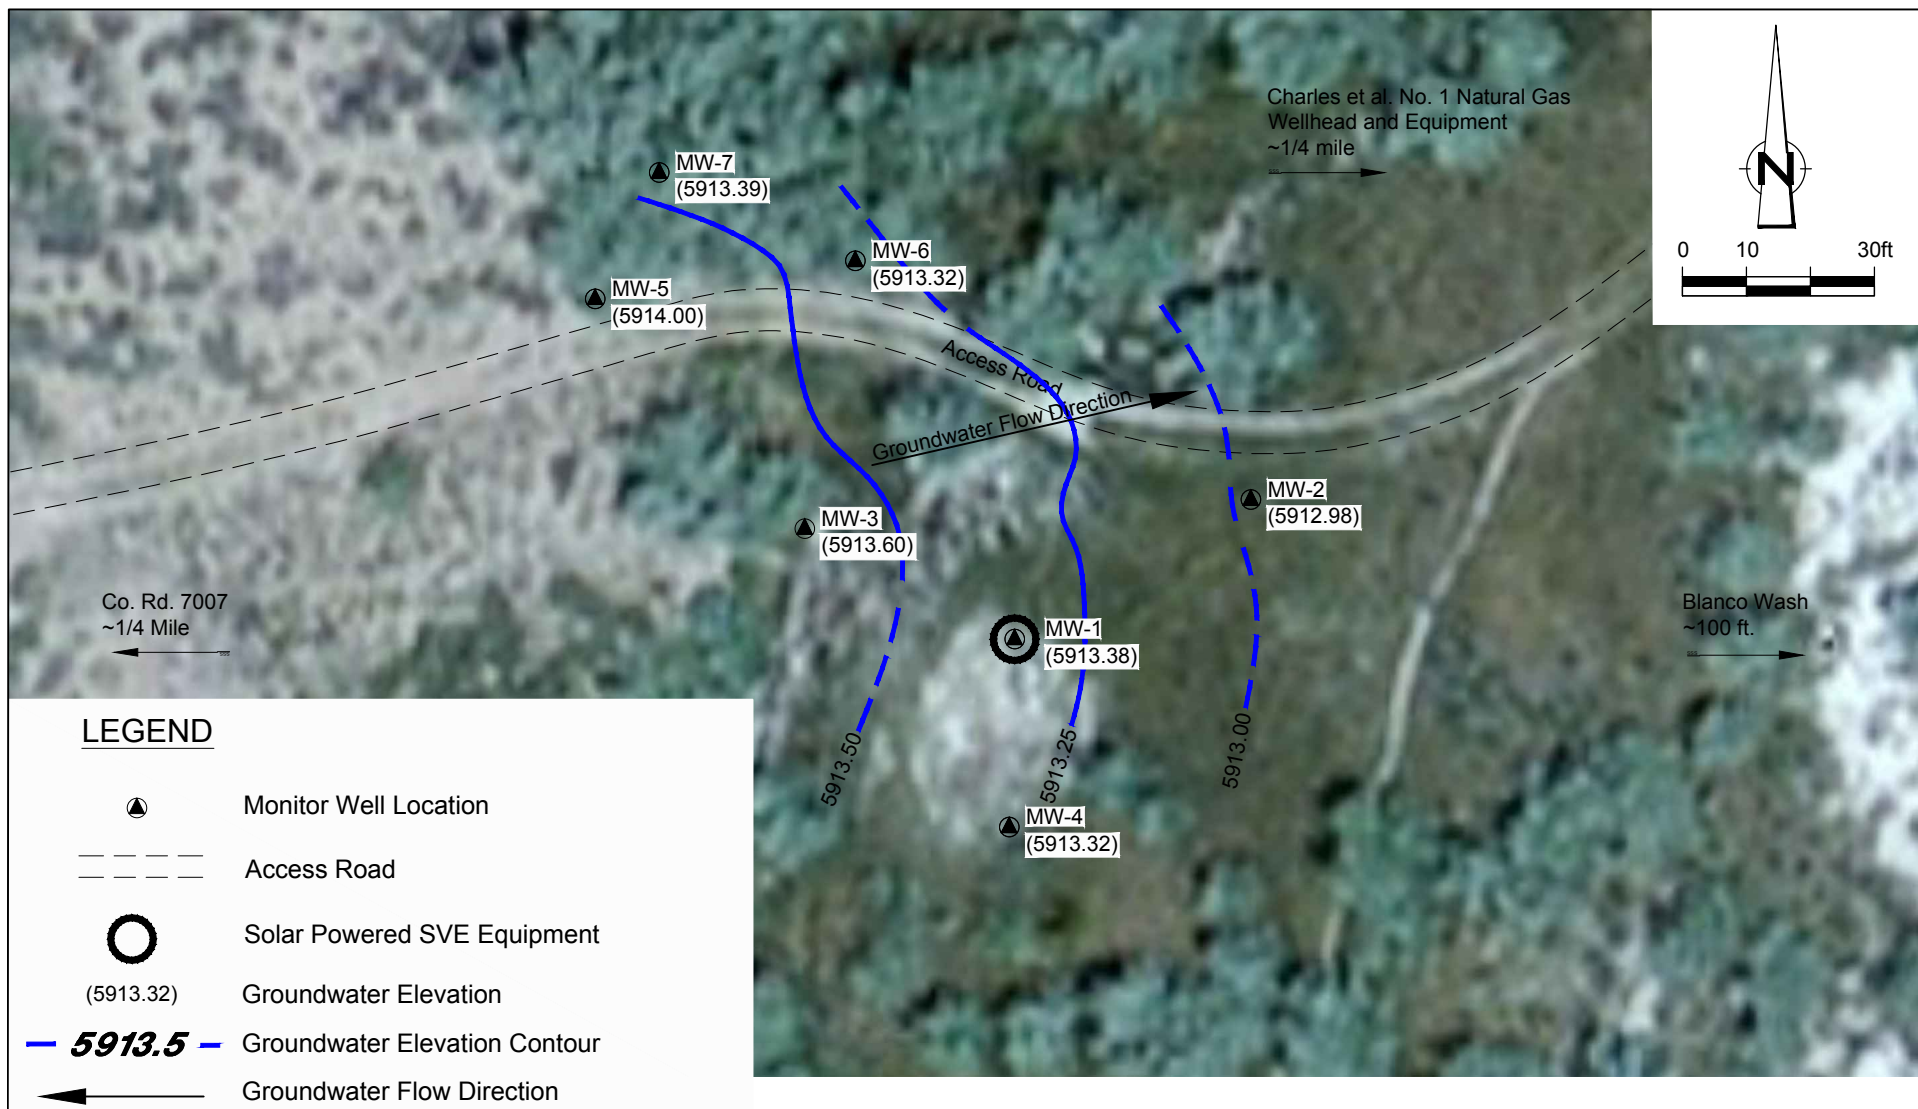 Charles et al. No. 1 Natural Gas
Wellhead and Equipment
~1/4 mile
N
0 10 30ft
MW-7
(5913.39)
MW-6
(5913.32)
MW-5
(5914.00)
Access Road
Groundwater Flow Direction
MW-2
(5912.98)
MW-3
(5913.60)
Co. Rd. 7007
~1/4 Mile
MW-1
(5913.38)
Blanco Wash
~100 ft.
5913.50
5913.25
5913.00
MW-4
(5913.32)
LEGEND
Monitor Well Location
Access Road
Solar Powered SVE Equipment
(5913.32) Groundwater Elevation
5913.5 Groundwater Elevation Contour
Groundwater Flow Direction